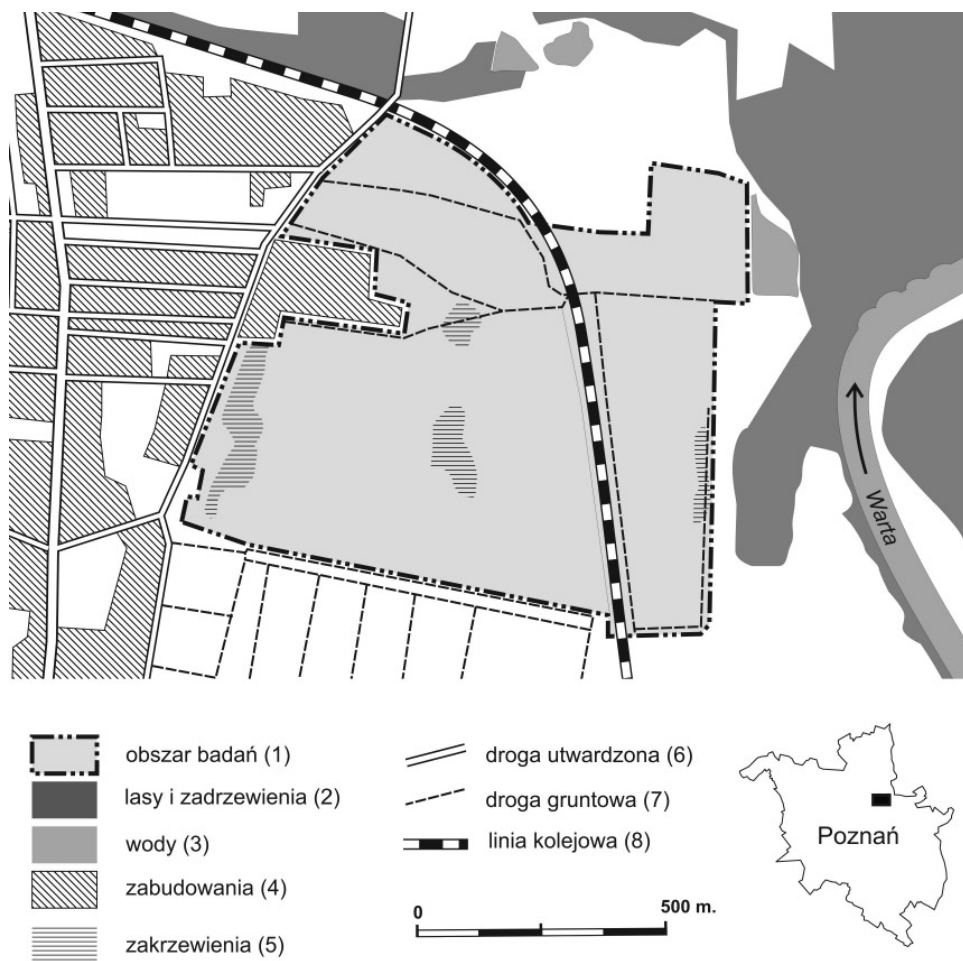 Warta
obszar badań (1)
lasy i zadrzewienia (2)
wody (3)
zabudowania (4)
zakrzewienia (5)
droga utwardzona (6)
droga gruntowa (7)
linia kolejowa (8)
0 500 m.
Poznań